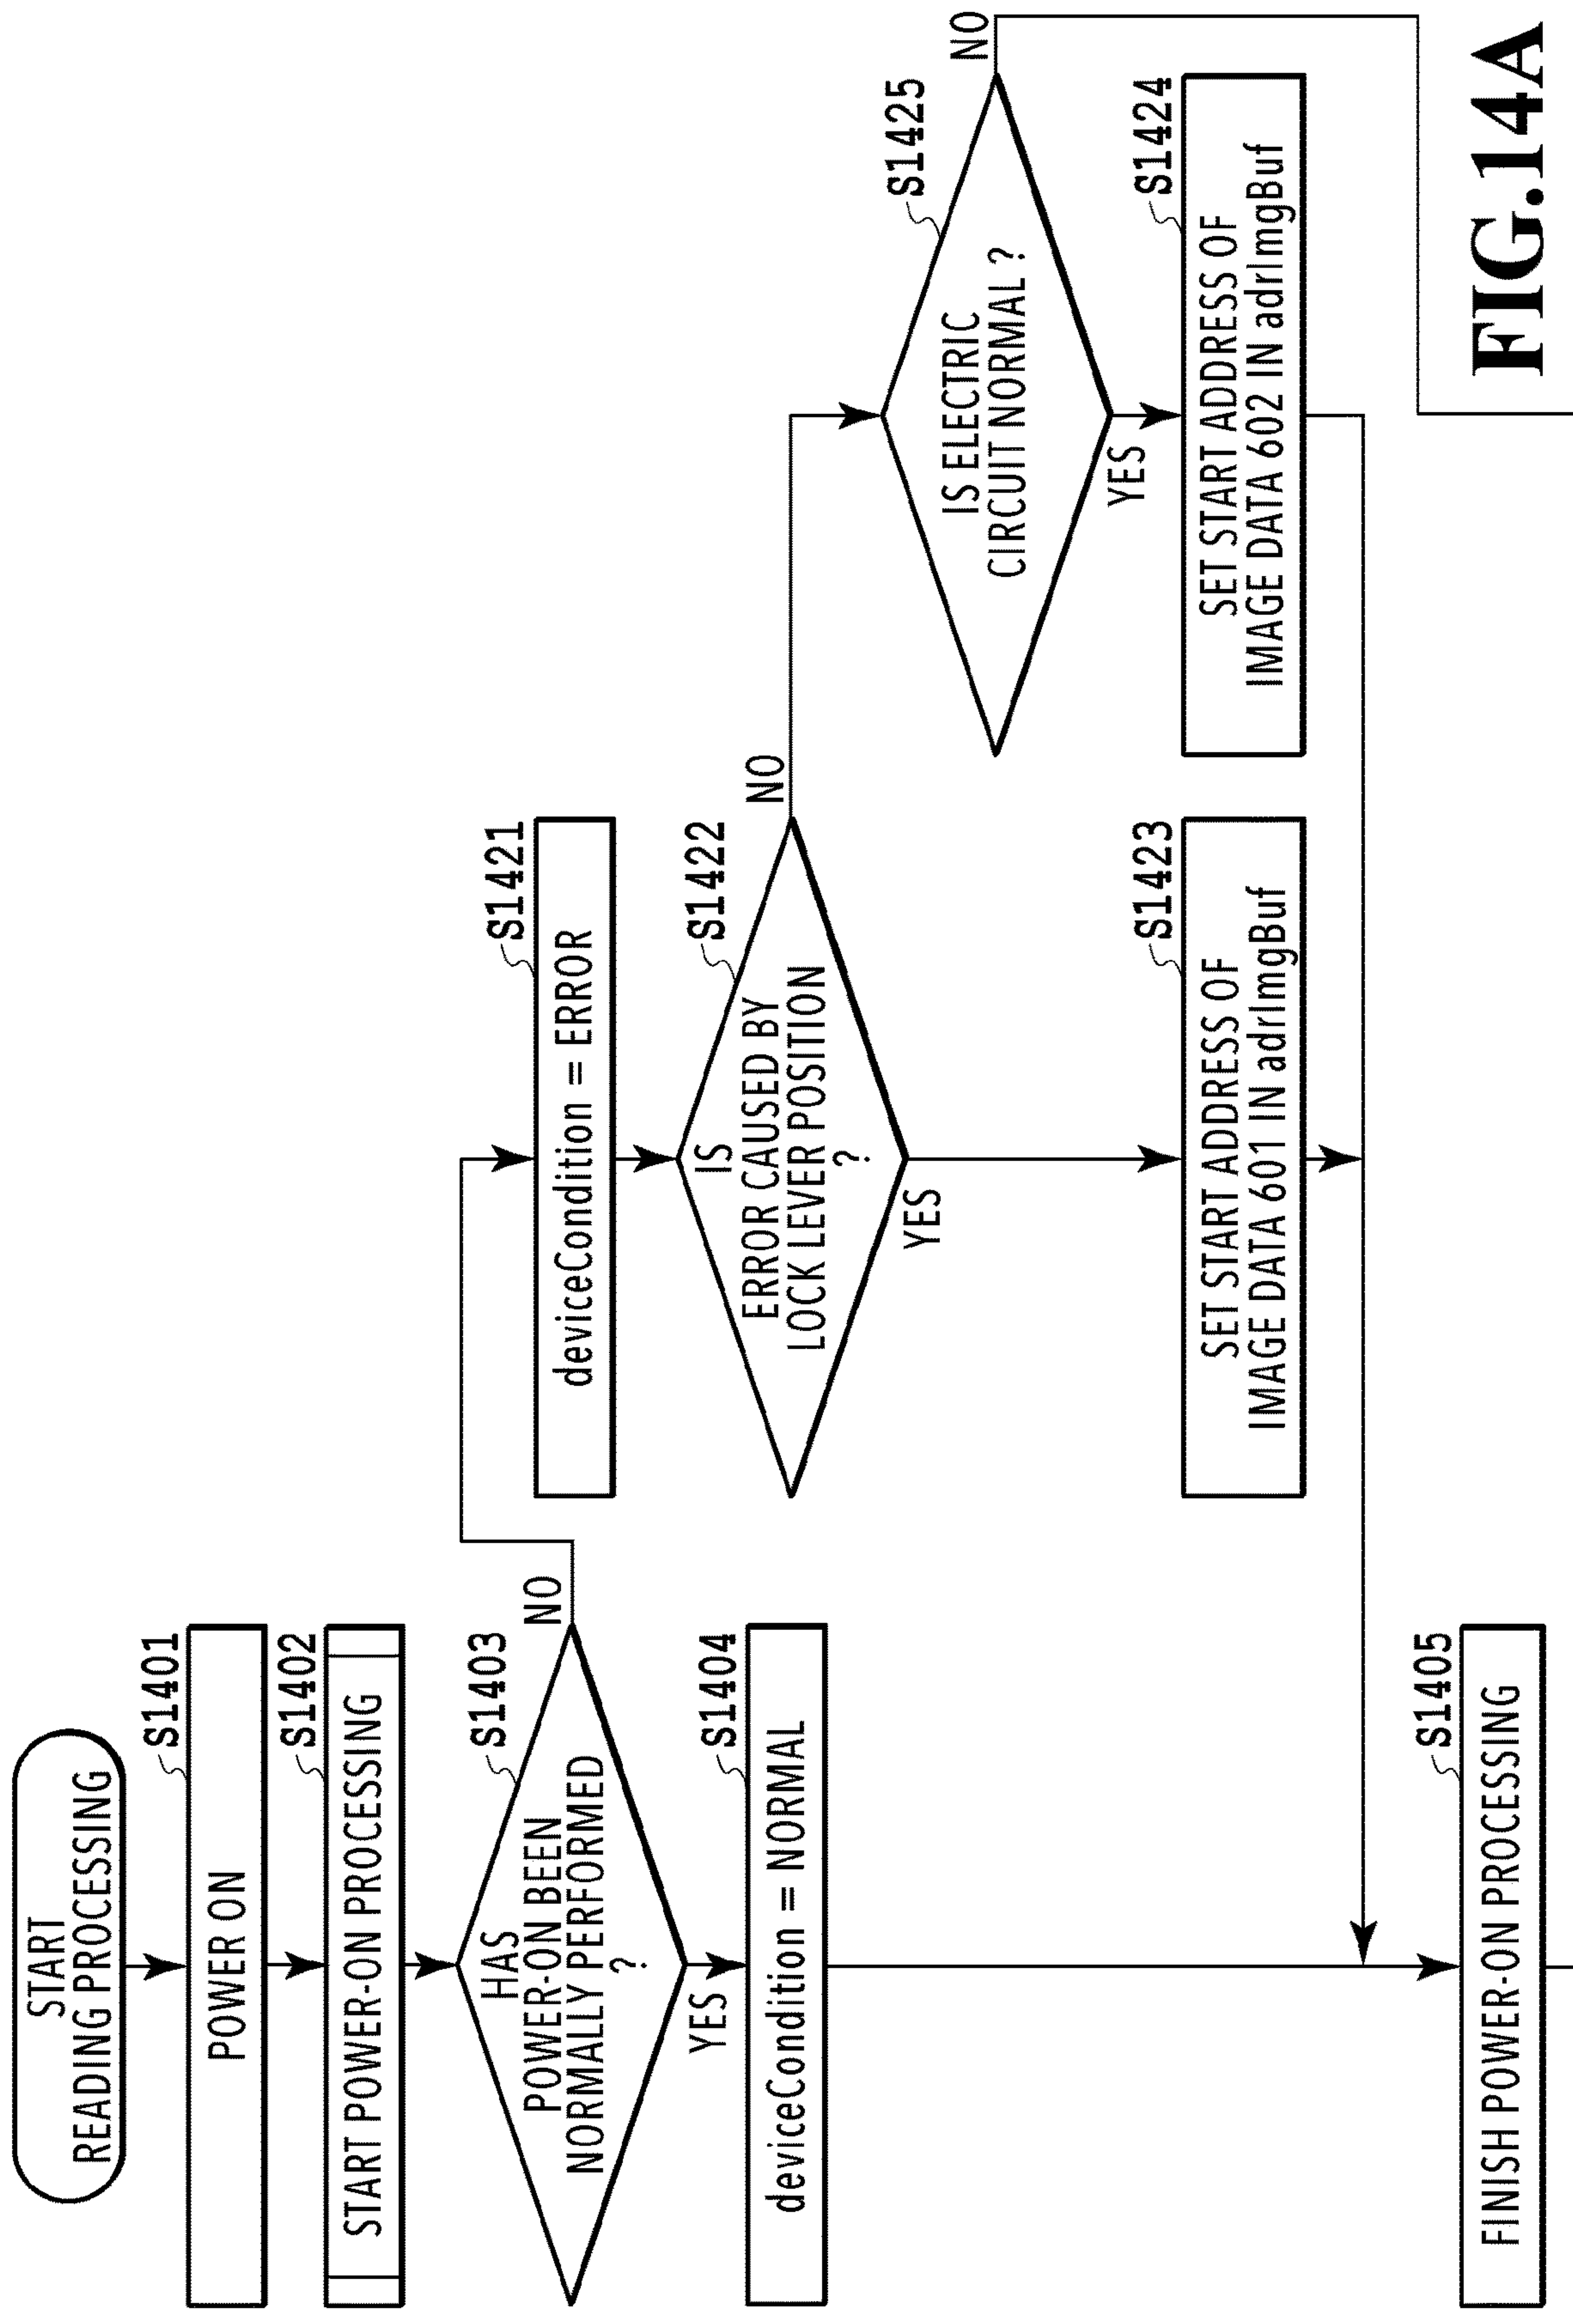 START
READING PROCESSING
S1401
POWER ON
S1402
START POWER-ON PROCESSING
S1403
HAS
POWER-ON BEEN
NORMALLY PERFORMED
?
NO
YES
S1404
deviceCondition = NORMAL
S1421
deviceCondition = ERROR
S1422
IS
ERROR CAUSED BY
LOCK LEVER POSITION
?
NO
YES
S1423
SET START ADDRESS OF
IMAGE DATA 601 IN adrImgBuf
S1425
IS ELECTRIC
CIRCUIT NORMAL ?
NO
YES
S1424
SET START ADDRESS OF
IMAGE DATA 602 IN adrImgBuf
S1405
FINISH POWER-ON PROCESSING
FIG.14A